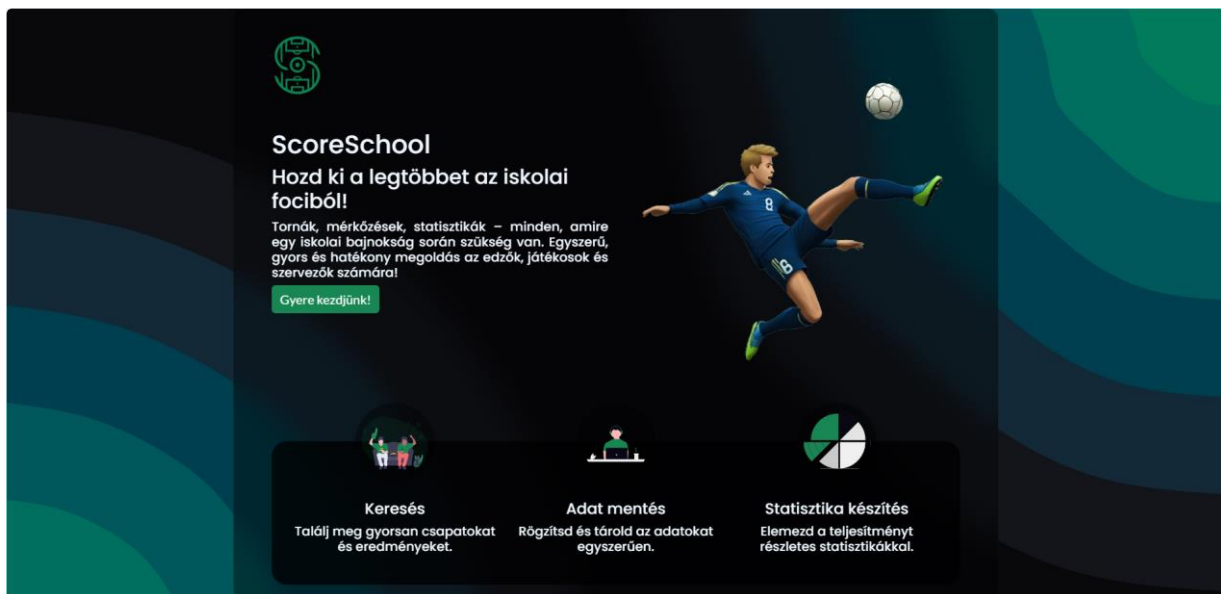 ScoreSchool
Hozd ki a legtöbbet az iskolai
fociból!
Tornák, mérkőzések, statisztikák – minden, amire
egy iskolai bajnokság során szükség van. Egyszerű,
gyors és hatékony megoldás az edzők, játékosok és
szervezők számára!
Gyere kezdjünk!
8
8
Keresés
Találj meg gyorsan csapatokat
és eredményeket.
Adat mentés
Rögzítsd és tárold az adatokat
egyszerűen.
Statisztika készítés
Elemezd a teljesítményt
részletes statisztikákkal.